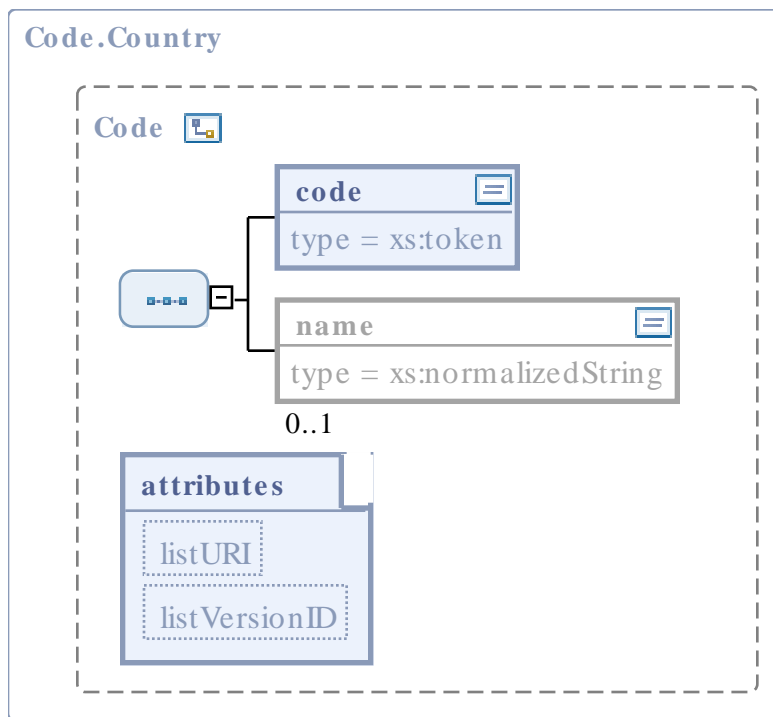 Code.Country
Code
code
type = xs:token
name
type = xs:normalizedString
0..1
attributes
listURI
listVersionID